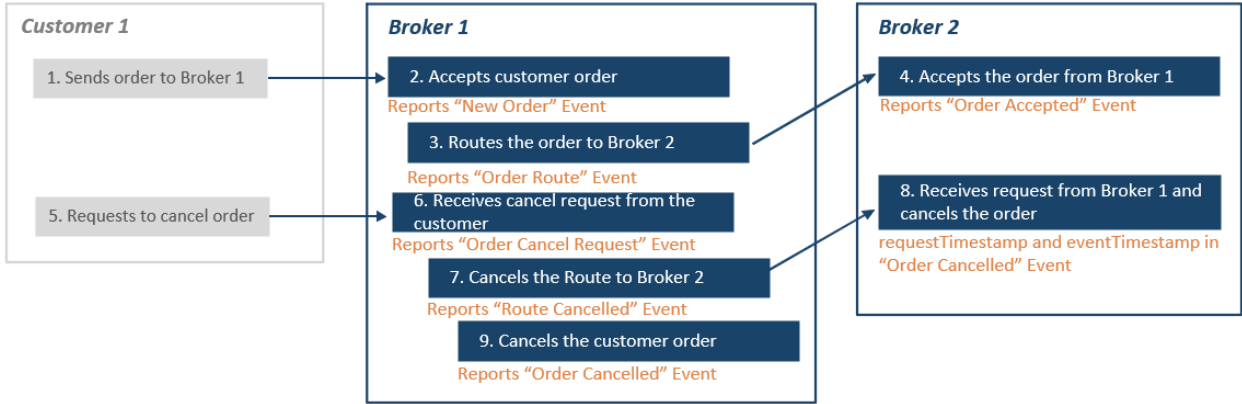 Customer 1
1. Sends order to Broker 1
5. Requests to cancel order
Broker 1
2. Accepts customer order
Reports “New Order” Event
3. Routes the order to Broker 2
Reports “Order Route” Event
6. Receives cancel request from the
customer
Reports “Order Cancel Request” Event
7. Cancels the Route to Broker 2
Reports “Route Cancelled” Event
9. Cancels the customer order
Reports “Order Cancelled” Event
Broker 2
4. Accepts the order from Broker 1
Reports “Order Accepted” Event
8. Receives request from Broker 1 and
cancels the order
requestTimestamp and eventTimestamp in
“Order Cancelled” Event